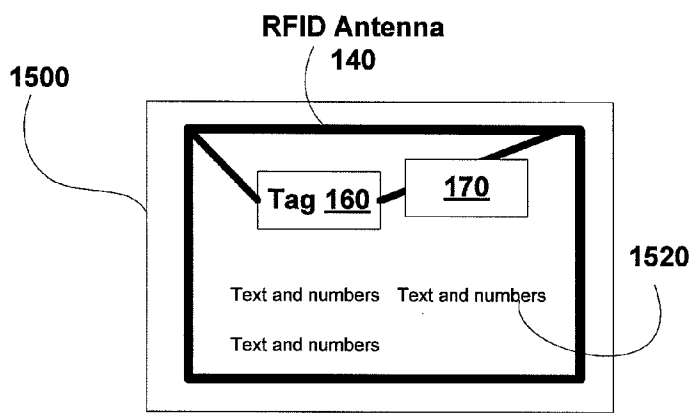 RFID Antenna
140
1500
Tag 160
170
1520
Text and numbers Text and numbers
Text and numbers